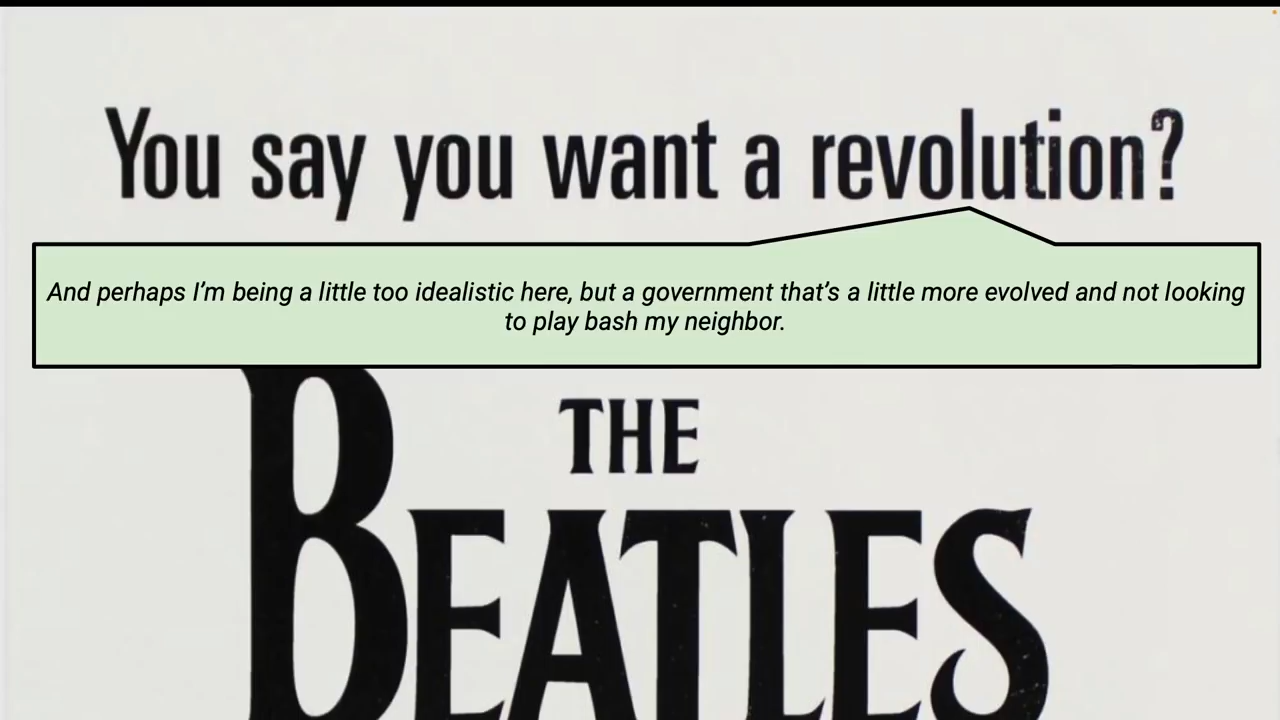 You say you want a revolution?
And perhaps I’m being a little too idealistic here, but a government that’s a little more evolved and not looking
to play bash my neighbor.
THE
BEATLES